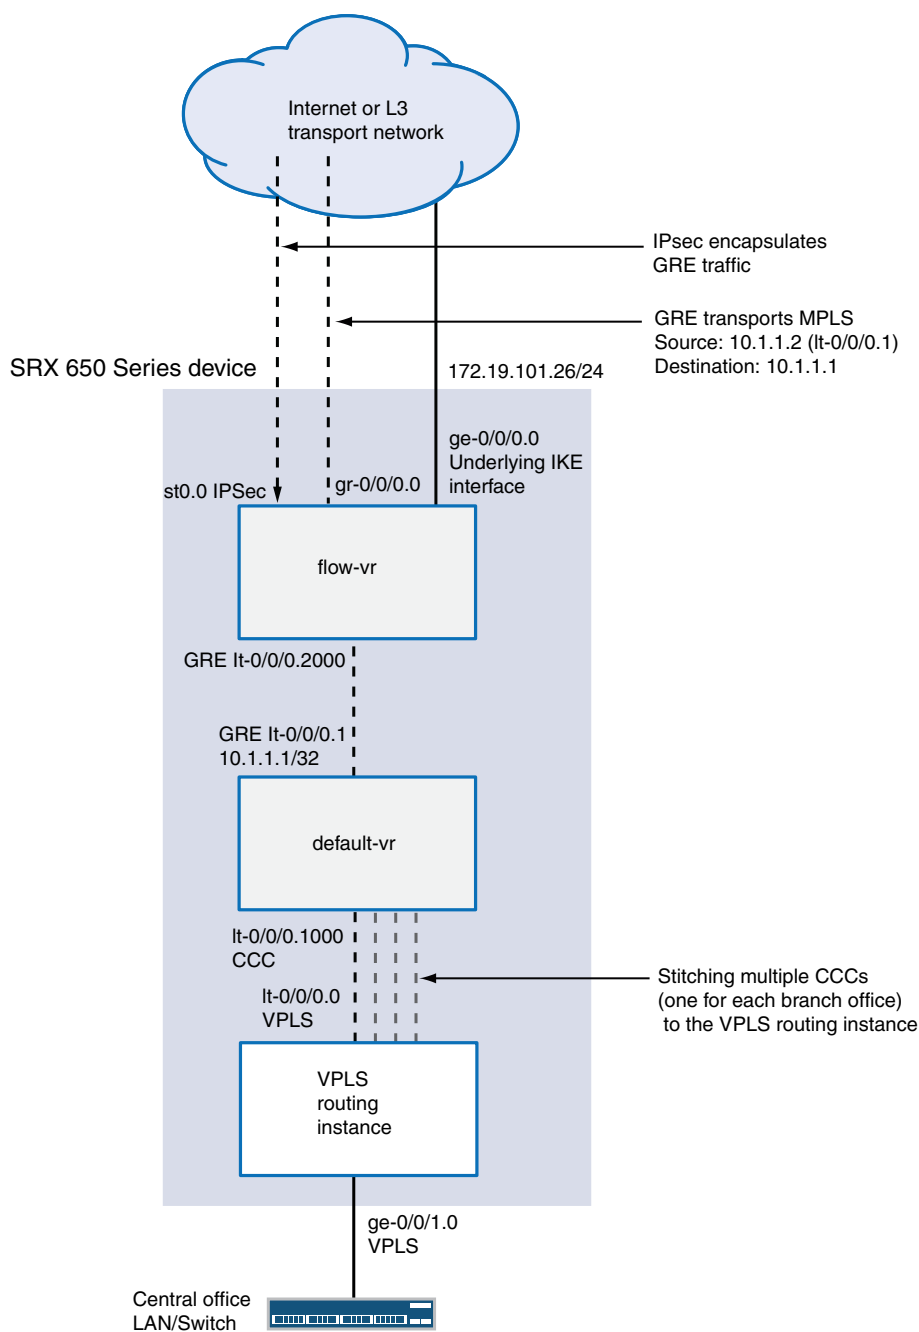 Internet or L3
transport network
IPsec encapsulates
GRE traffic
GRE transports MPLS
Source: 10.1.1.2 (lt-0/0/0.1)
Destination: 10.1.1.1
SRX 650 Series device
172.19.101.26/24
ge-0/0/0.0
Underlying IKE
interface
st0.0 IPSec
gr-0/0/0.0
flow-vr
GRE lt-0/0/0.2000
GRE lt-0/0/0.1
10.1.1.1/32
default-vr
lt-0/0/0.1000
CCC
lt-0/0/0.0
VPLS
Stitching multiple CCCs
(one for each branch office)
to the VPLS routing instance
VPLS
routing
instance
ge-0/0/1.0
VPLS
Central office
LAN/Switch